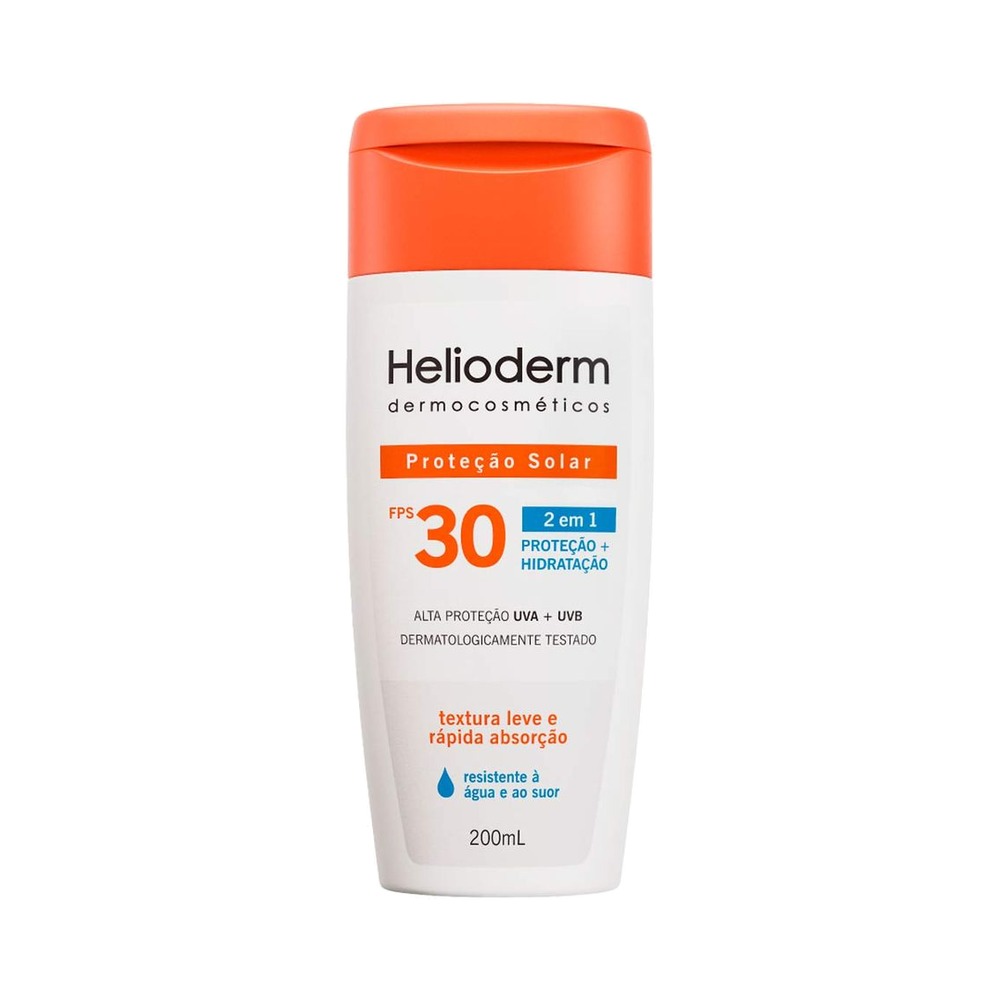 Helioderm
dermocosméticos
Proteção Solar
FPS 30
2 em 1
PROTEÇÃO +
HIDRATAÇÃO
ALTA PROTEÇÃO UVA + UVB
DERMATOLOGICAMENTE TESTADO
textura leve e
rápida absorção
resistente à
água e ao suor
200mL